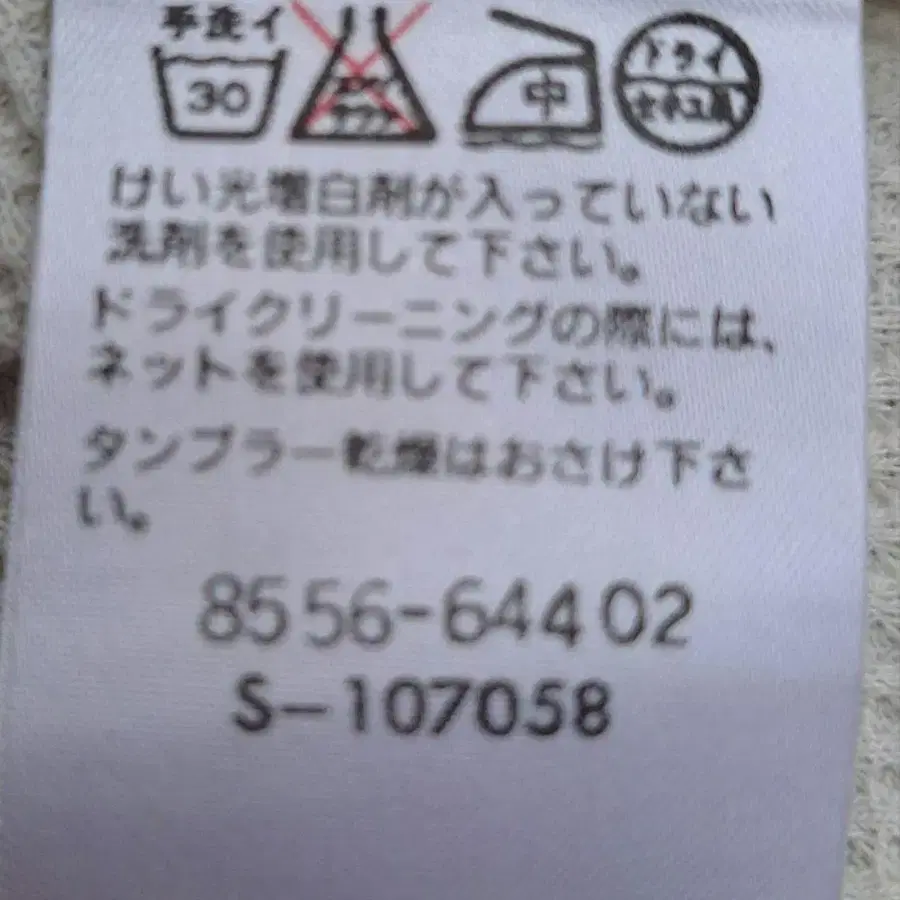 手洗イ
30
中
ドライ
セキユ系
けい光増白剤が入っていない
洗剤を使用して下さい。
ドライクリーニングの際には、
ネットを使用して下さい。
タンブラー乾燥はおさけ下さ
い。
8556-64402
S-107058